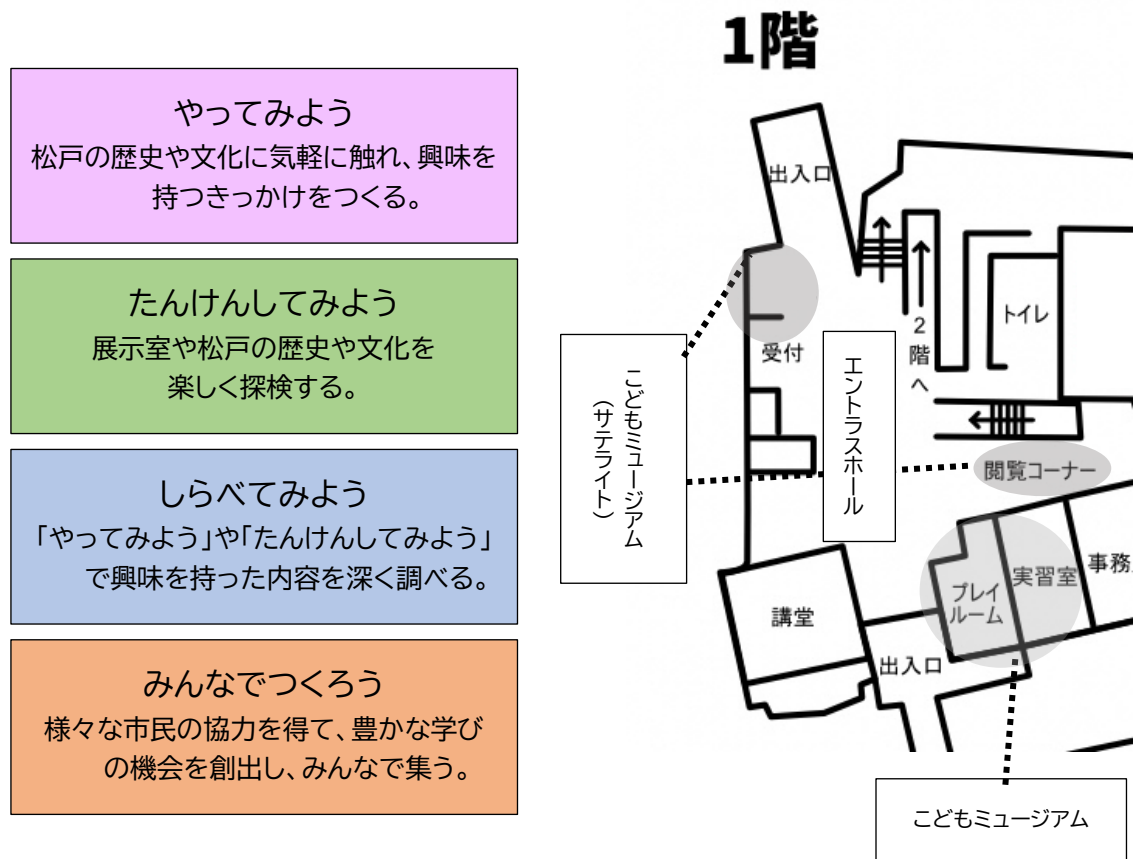 やってみよう
松戸の歴史や文化に気軽に触れ、興味を
持つきっかけをつくる。
たんけんしてみよう
展示室や松戸の歴史や文化を
楽しく探検する。
しらべてみよう
「やってみよう」や「たんけんしてみよう」
で興味を持った内容を深く調べる。
みんなでつくろう
様々な市民の協力を得て、豊かな学び
の機会を創出し、みんなで集う。
1階
出入口
トイレ
2階へ
受付
こどもミュージアム
（サテライト）
エントラスホール
閲覧コーナー
プレイ
ルーム
実習室
事務
講堂
出入口
こどもミュージアム